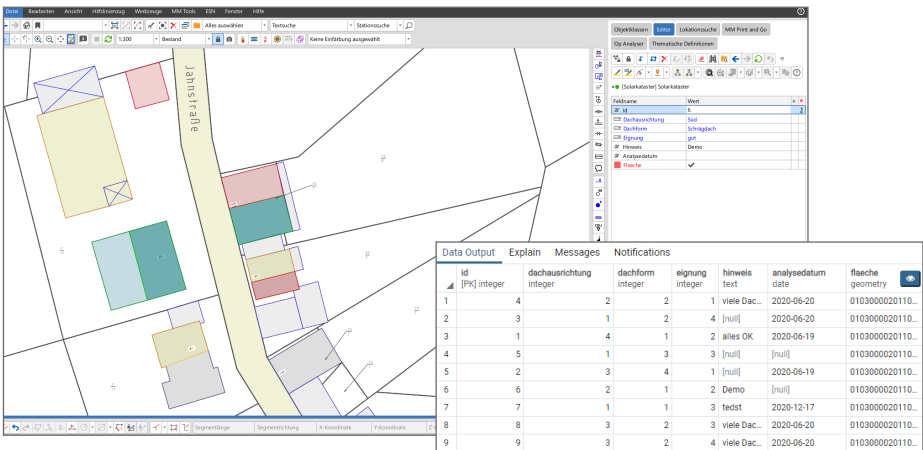 Datei Bearbeiten Ansicht Hilfslinienzug Werkzeuge MM Tools ESN Fenster Hilfe
Alles auswählen Textsuche Stationssuche
1:300 Bestand Keine Einfärbung ausgewählt
Jahnstraße
Objektklassen Editor Lokationssuche MM Print and Go
Op Analyser Thematische Definitionen
(Solarkataster) Solarkataster
Feldname Wert
Id 6
Dachausrichtung Süd
Dachform Schrägdach
Eignung gut
Hinweis Demo
Analysedatum
Flaeche
Segmentlänge Segmentrichtung X-Koordinate Y-Koordinate
Data Output Explain Messages Notifications
id dachausrichtung dachform eignung hinweis analysedatum flaeche
[PK] integer integer integer integer text date geometry
1 4 2 2 1 viele Dac... 2020-06-20 0103000020110...
2 3 1 2 4 [null] 2020-06-20 0103000020110...
3 1 4 1 2 alles OK 2020-06-19 0103000020110...
4 5 1 3 3 [null] [null] 0103000020110...
5 2 3 4 1 [null] 2020-06-19 0103000020110...
6 6 2 1 2 Demo [null] 0103000020110...
7 7 1 1 3 tedst 2020-12-17 0103000020110...
8 8 3 2 3 viele Dac... 2020-06-20 0103000020110...
9 9 3 2 4 viele Dac... 2020-06-20 0103000020110...